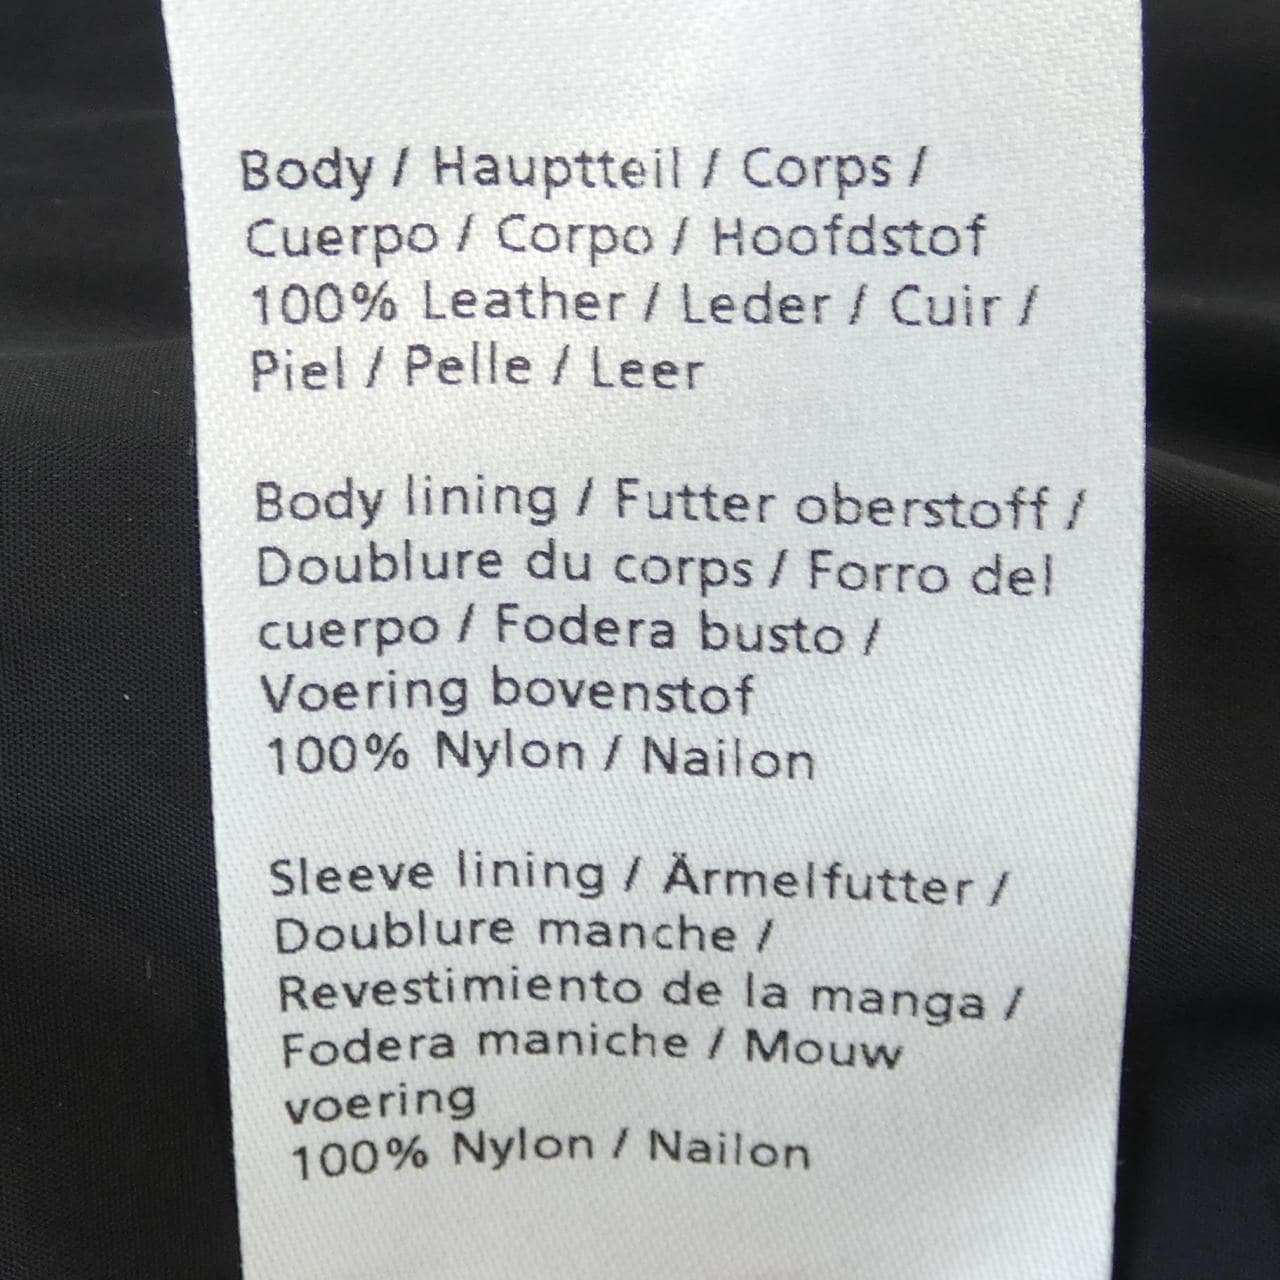 Body / Hauptteil / Corps /
Cuerpo / Corpo / Hoofdstof
100% Leather / Leder / Cuir /
Piel / Pelle / Leer
Body lining / Futter oberstoff /
Doublure du corps / Forro del
cuerpo / Fodera busto /
Voering bovenstof
100% Nylon / Nailon
Sleeve lining / Ärmelfutter /
Doublure manche /
Revestimiento de la manga /
Fodera maniche / Mouw
voering
100% Nylon / Nailon